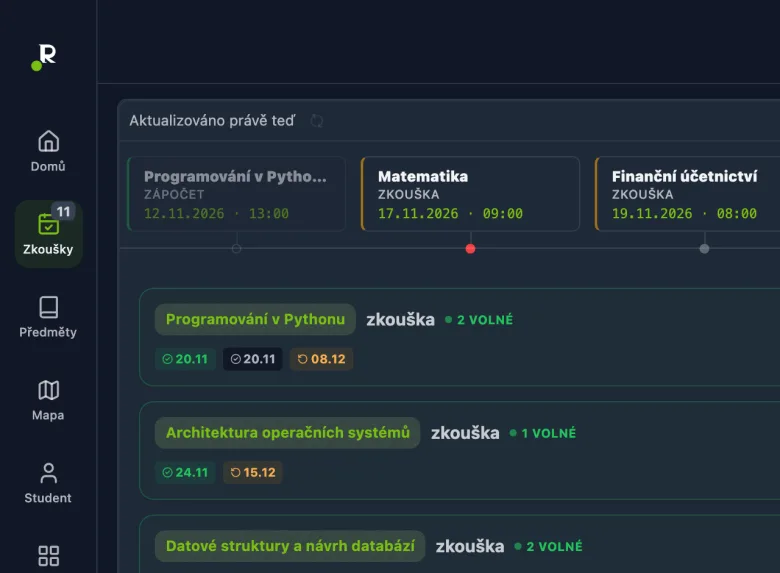 R
Domů
11
Zkoušky
Předměty
Mapa
Student
Aktualizováno právě teď
Programování v Pytho...
ZÁPOČET
12.11.2026 · 13:00
Matematika
ZKOUŠKA
17.11.2026 · 09:00
Finanční účetnictví
ZKOUŠKA
19.11.2026 · 08:00
Programování v Pythonu zkouška 2 VOLNÉ
20.11 20.11 08.12
Architektura operačních systémů zkouška 1 VOLNÉ
24.11 15.12
Datové struktury a návrh databází zkouška 2 VOLNÉ